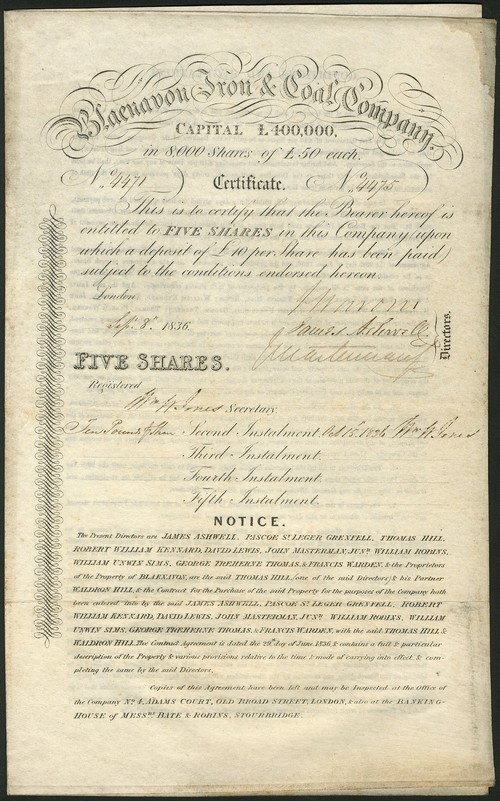 Blaenavon Iron & Coal Company.
CAPITAL £400,000,
in 8,000 Shares of £50 each.
No. 4471 Certificate. No. 4475
This is to certify that the Bearer hereof is
entitled to FIVE SHARES in this Company (upon
which a deposit of £10 per Share has been paid)
subject to the conditions endorsed hereon
London
Sepr. 8. 1836.
James Ashwell
Directors.
FIVE SHARES.
Registered
Wm W Jones Secretary.
Ten Pounds Share Second Instalment, Oct 15 1836 Wm W Jones
Third Instalment.
Fourth Instalment.
Fifth Instalment.
NOTICE.
The Present Directors are JAMES ASHWELL, PASCOE ST LEGER GRENFELL, THOMAS HILL,
ROBERT WILLIAM KENNARD, DAVID LEWIS, JOHN MASTERMAN, JUNR. WILLIAM ROBINS,
WILLIAM UNWIN SIMS, GEORGE TREHERNE THOMAS, & FRANCIS WARDEN, & the Proprietors
of the Property of BLAENAVON, are the said THOMAS HILL, (one of the said Directors) & his Partner
WALDRON HILL, & the Contract for the Purchase of the said Property for the purposes of the Company hath
been entered into by the said JAMES ASHWELL, PASCOE ST LEGER GRENFELL, ROBERT
WILLIAM KENNARD, DAVID LEWIS, JOHN MASTERMAN, JUNR. WILLIAM ROBINS, WILLIAM
UNWIN SIMS, GEORGE TREHERNE THOMAS, & FRANCIS WARDEN, with the said THOMAS HILL &
WALDRON HILL. The Contract Agreement is dated the 29th day of June 1836, & contains a full & particular
description of the Property & various provisions relative to the time & mode of carrying into effect, & com-
pleting the same by the said Directors.
Copies of this Agreement have been left and may be Inspected at the Office of
the Company No. 4, ADAMS COURT, OLD BROAD STREET, LONDON, & also at the BANKING-
HOUSE of MESSRS. BATE & ROBINS, STOURBRIDGE.